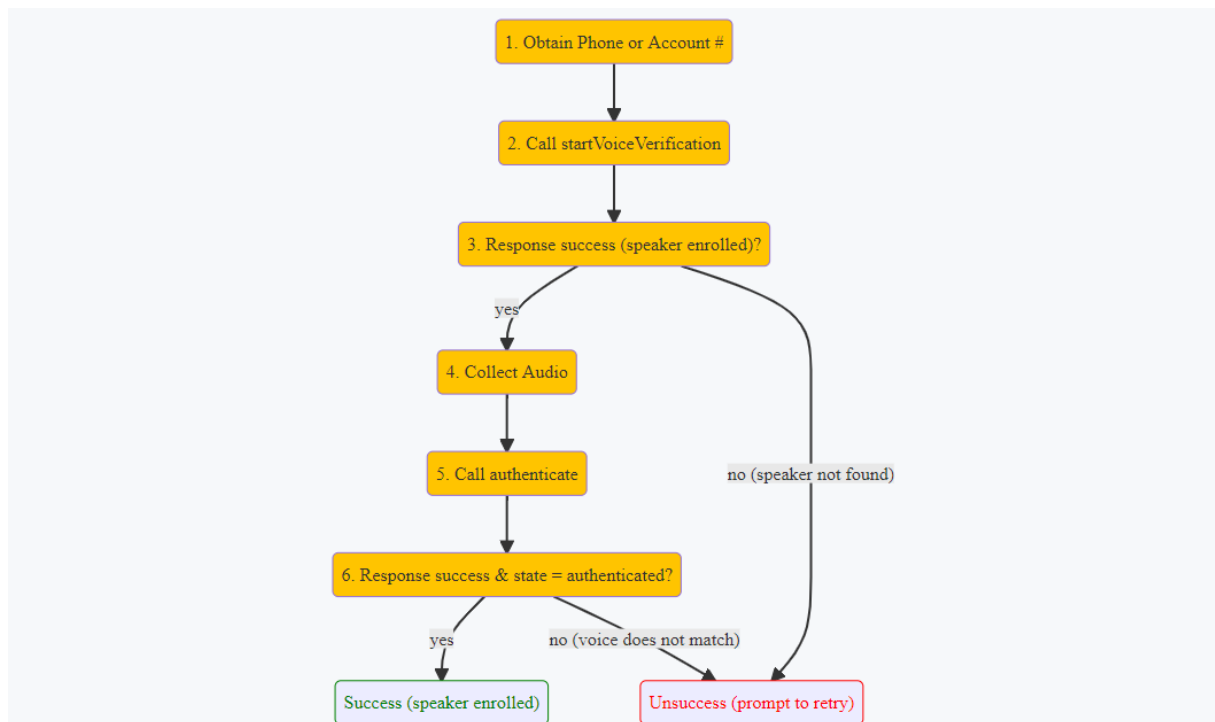 1. Obtain Phone or Account #
2. Call startVoiceVerification
3. Response success (speaker enrolled)?
yes
4. Collect Audio
5. Call authenticate
no (speaker not found)
6. Response success & state = authenticated?
yes
no (voice does not match)
Success (speaker enrolled)
Unsuccess (prompt to retry)